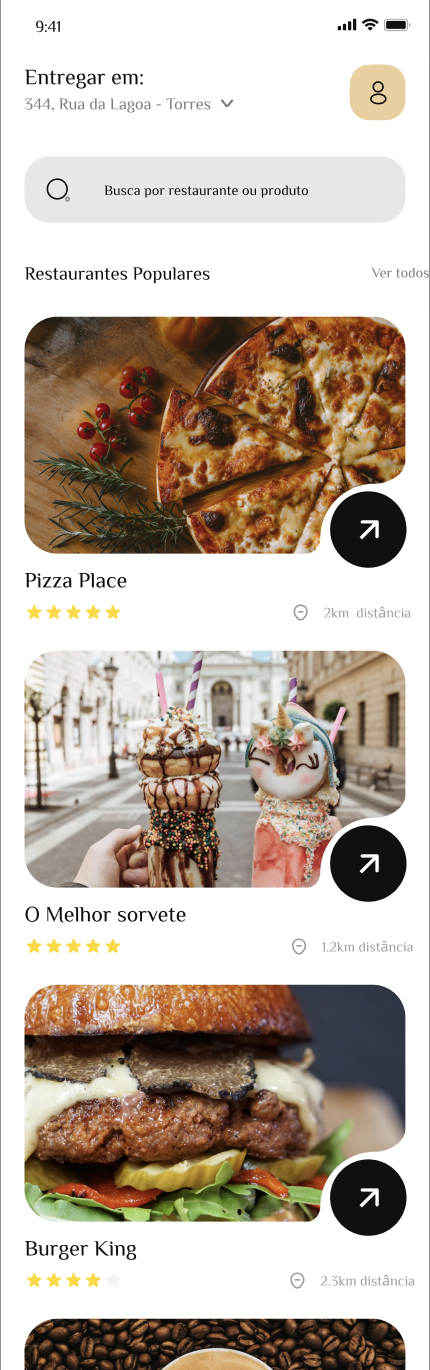 9:41
Entregar em:
344, Rua da Lagoa - Torres
Busca por restaurante ou produto
Restaurantes Populares
Ver todos
Pizza Place
2km distância
O Melhor sorvete
1.2km distância
Burger King
2.3km distância